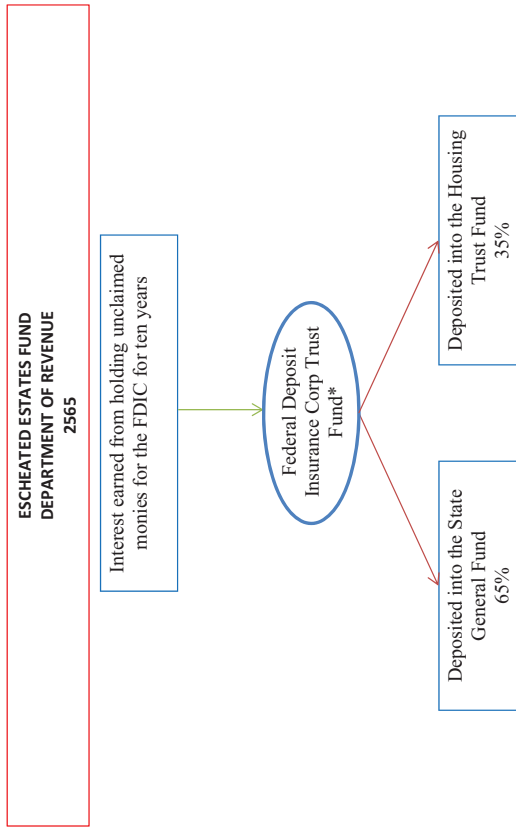 ESCHEATED ESTATES FUND
DEPARTMENT OF REVENUE
2565
Interest earned from holding unclaimed
monies for the FDIC for ten years
Federal Deposit
Insurance Corp Trust
Fund*
Deposited into the State
General Fund
65%
Deposited into the Housing
Trust Fund
35%